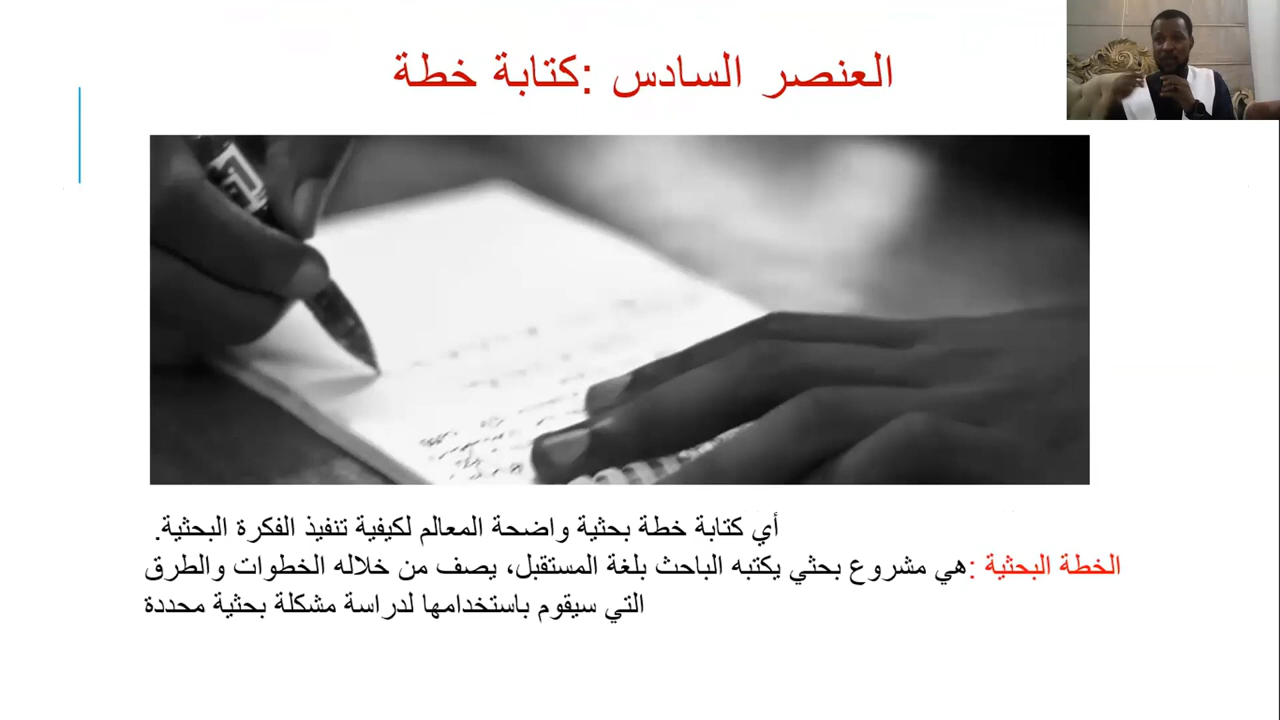 العنصر السادس :كتابة خطة
أي كتابة خطة بحثية واضحة المعالم لكيفية تنفيذ الفكرة البحثية.
الخطة البحثية :هي مشروع بحثي يكتبه الباحث بلغة المستقبل، يصف من خلاله الخطوات والطرق
التي سيقوم باستخدامها لدراسة مشكلة بحثية محددة